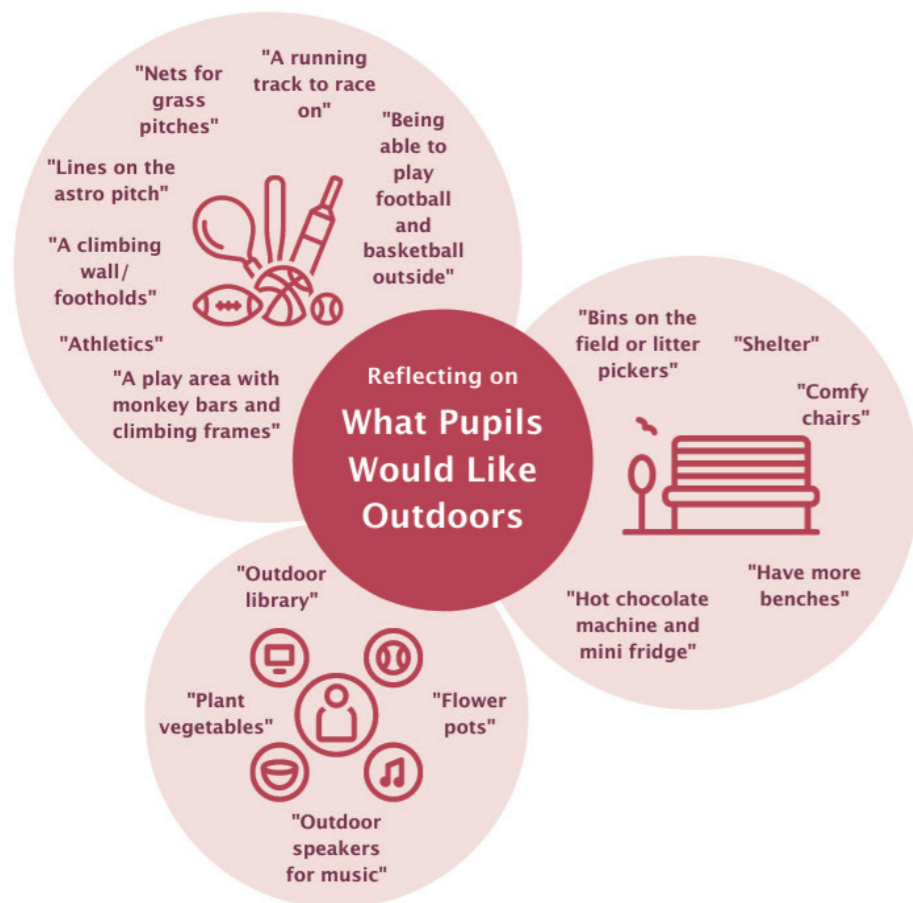 "Nets for
grass
pitches"
"A running
track to race
on"
"Being
able to
play
football
and
basketball
outside"
"Lines on the
astro pitch"
"A climbing
wall/
footholds"
"Athletics"
"A play area with
monkey bars and
climbing frames"
Reflecting on
What Pupils
Would Like
Outdoors
"Bins on the
field or litter
pickers"
"Shelter"
"Comfy
chairs"
"Have more
benches"
"Hot chocolate
machine and
mini fridge"
"Outdoor
library"
"Plant
vegetables"
"Flower
pots"
"Outdoor
speakers
for music"